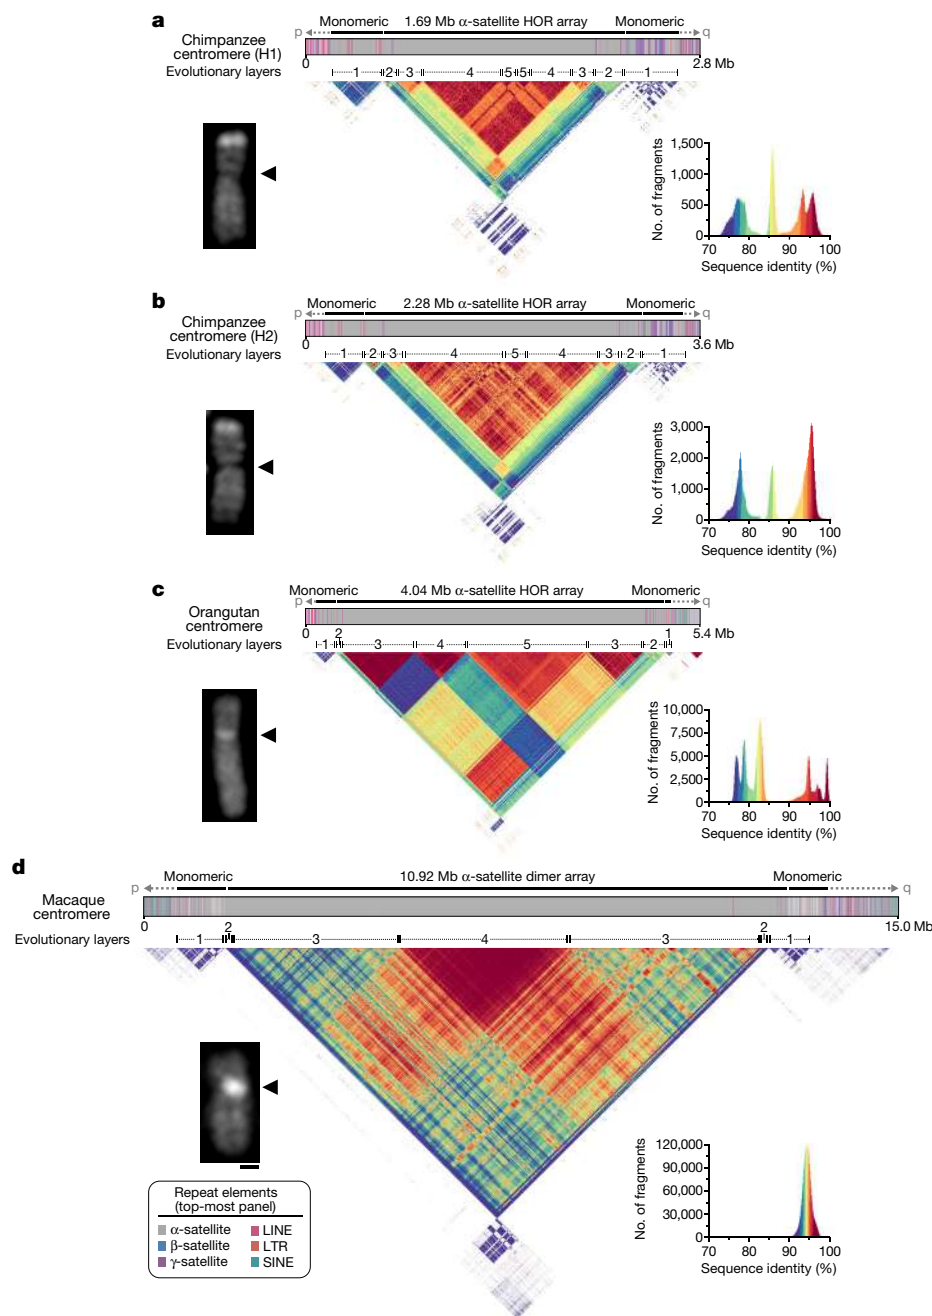 a
Monomeric 1.69 Mb α-satellite HOR array Monomeric
p q
Chimpanzee
centromere (H1)
0 2.8 Mb
Evolutionary layers 1 2 3 4 5 5 4 3 2 1
No. of fragments
1,500
1,000
500
0
70 80 90 100
Sequence identity (%)
b
Monomeric 2.28 Mb α-satellite HOR array Monomeric
p q
Chimpanzee
centromere (H2)
0 3.6 Mb
Evolutionary layers 1 2 3 4 5 4 3 2 1
No. of fragments
3,000
2,000
1,000
0
70 80 90 100
Sequence identity (%)
c
Monomeric 4.04 Mb α-satellite HOR array Monomeric
p q
Orangutan
centromere
0 2 1 5.4 Mb
Evolutionary layers 1 3 4 5 3 2
No. of fragments
10,000
7,500
5,000
2,500
0
70 80 90 100
Sequence identity (%)
d
Monomeric 10.92 Mb α-satellite dimer array Monomeric
p q
Macaque
centromere
0 2 2 15.0 Mb
Evolutionary layers 1 3 4 3 1
No. of fragments
120,000
90,000
60,000
30,000
0
70 80 90 100
Sequence identity (%)
Repeat elements
(top-most panel)
α-satellite LINE
β-satellite LTR
γ-satellite SINE